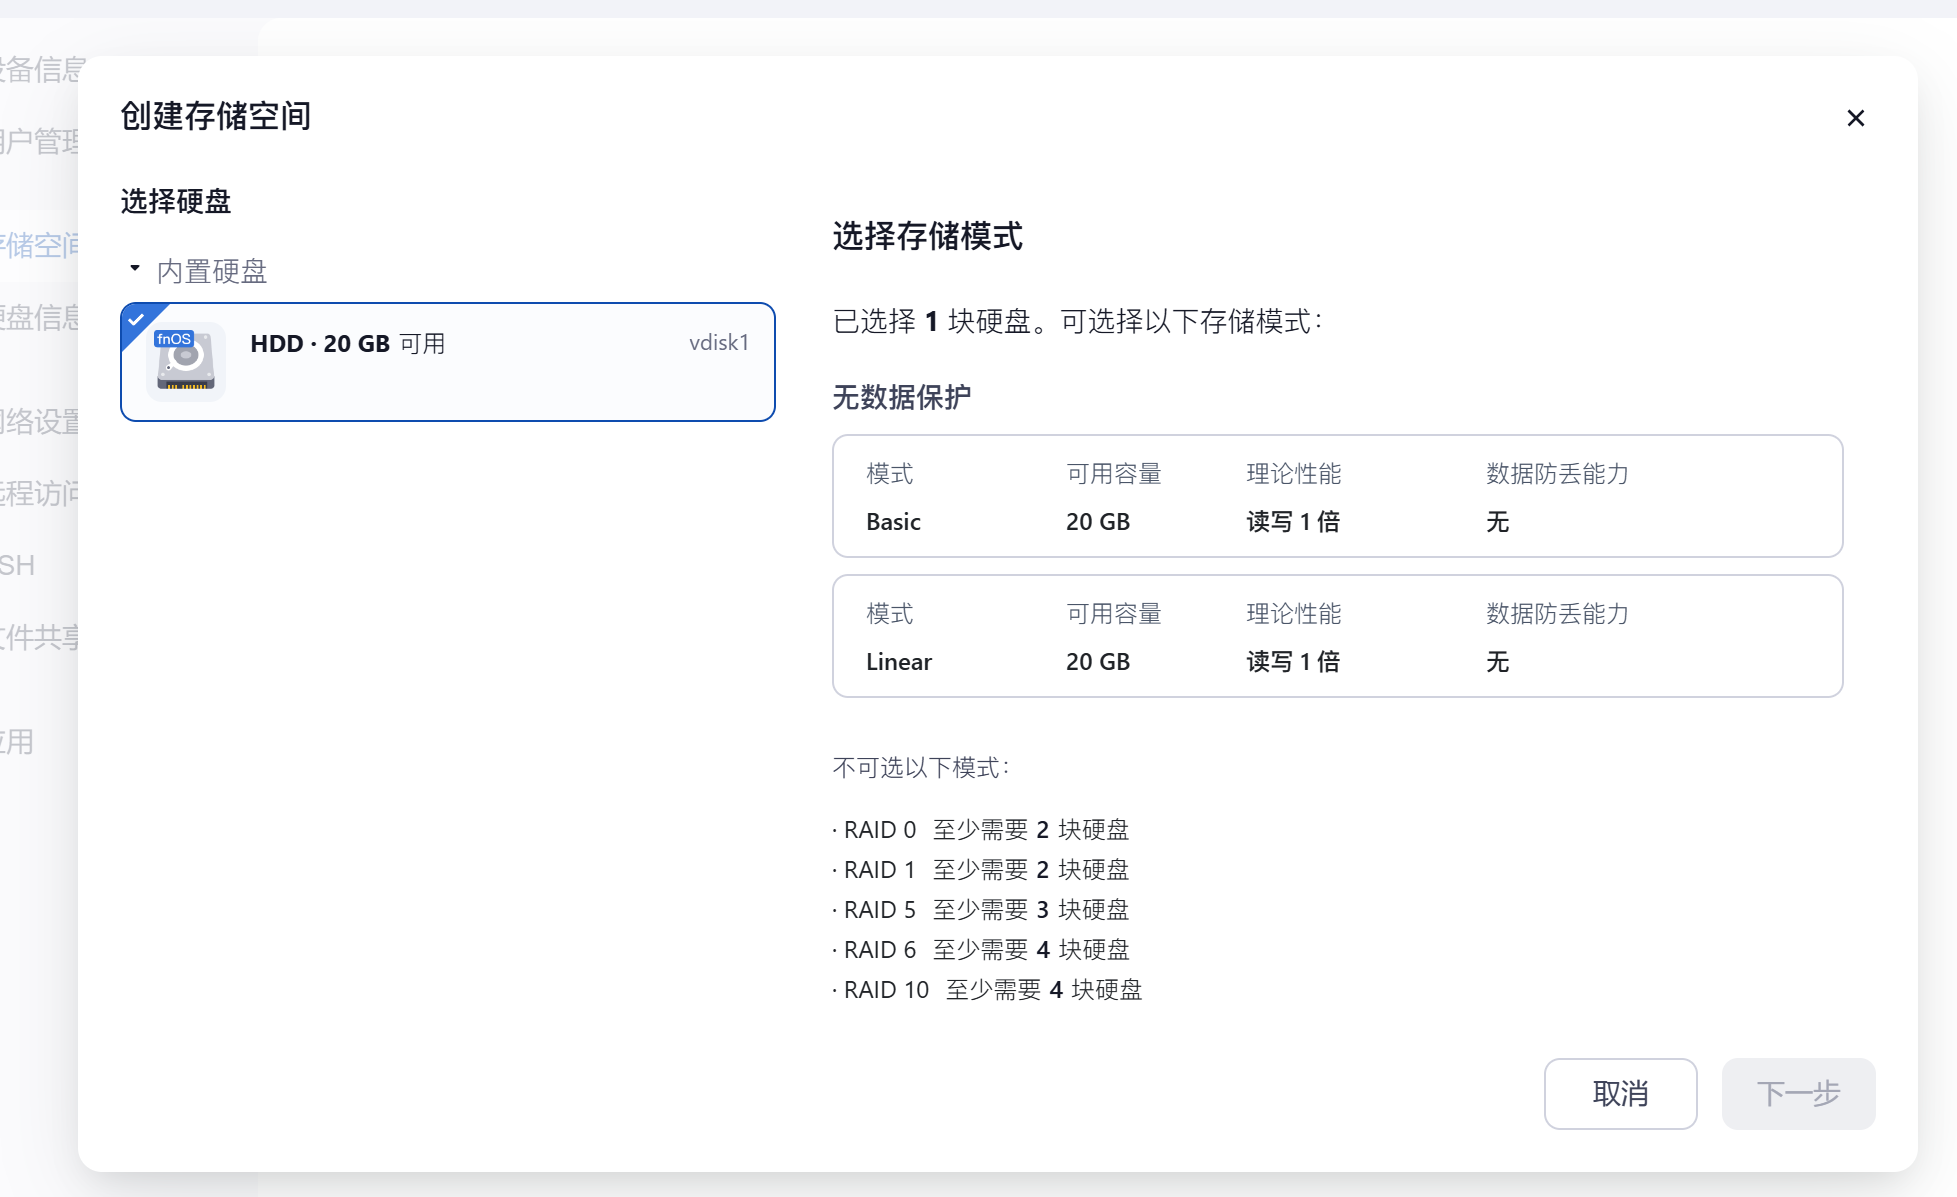 设备信息
用户管理
存储空间
硬盘信息
网络设置
远程访问
SSH
文件共享
应用
创建存储空间
选择硬盘
内置硬盘
fnOS
HDD · 20 GB 可用
vdisk1
选择存储模式
已选择 1 块硬盘。可选择以下存储模式：
无数据保护
模式 可用容量 理论性能 数据防丢能力
Basic 20 GB 读写 1 倍 无
模式 可用容量 理论性能 数据防丢能力
Linear 20 GB 读写 1 倍 无
不可选以下模式：
· RAID 0 至少需要 2 块硬盘
· RAID 1 至少需要 2 块硬盘
· RAID 5 至少需要 3 块硬盘
· RAID 6 至少需要 4 块硬盘
· RAID 10 至少需要 4 块硬盘
取消
下一步